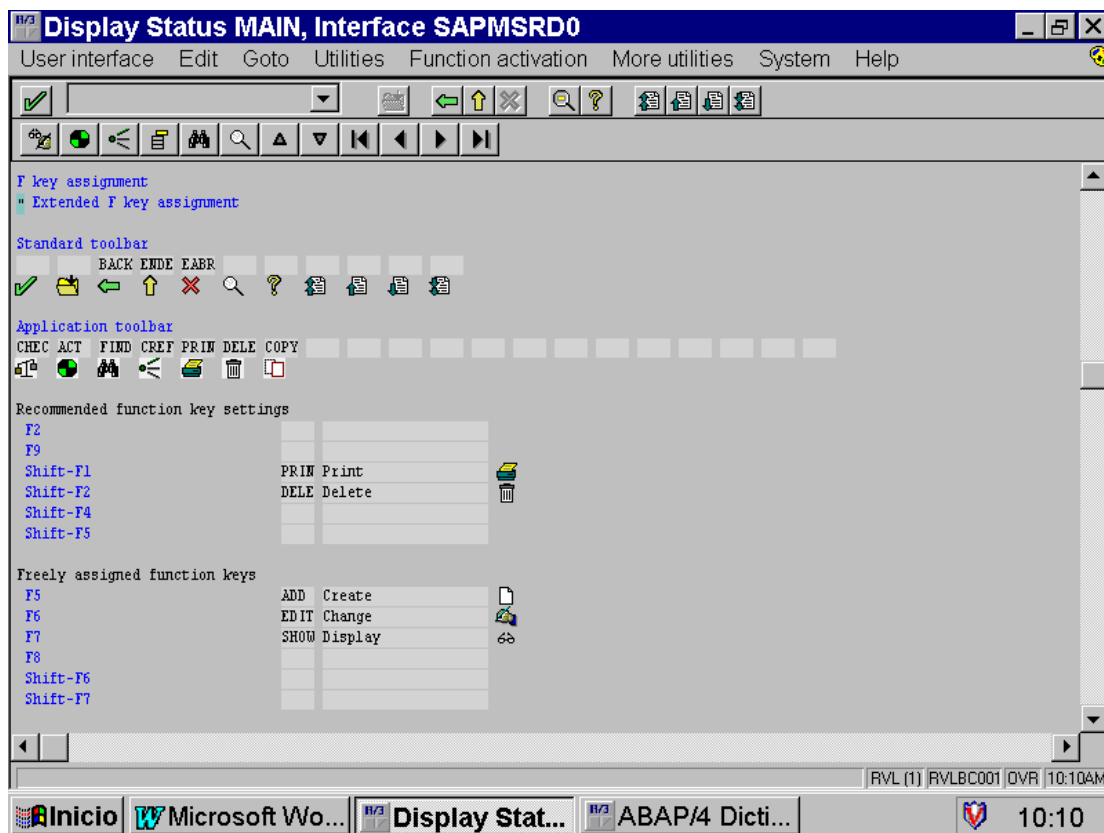 R/3 Display Status MAIN, Interface SAPMSRD0
User interface Edit Goto Utilities Function activation More utilities System Help
F key assignment
" Extended F key assignment
Standard toolbar
BACK ENDE EABR
Application toolbar
CHEC ACT FIND CREF PRIN DELE COPY
Recommended function key settings
F2
F9
Shift-F1 PRIN Print
Shift-F2 DELE Delete
Shift-F4
Shift-F5
Freely assigned function keys
F5 ADD Create
F6 EDIT Change
F7 SHOW Display
F8
Shift-F6
Shift-F7
RVL (1) RVLBC001 OVR 10:10AM
Inicio Microsoft Wo... R/3 Display Stat... R/3 ABAP/4 Dicti... 10:10